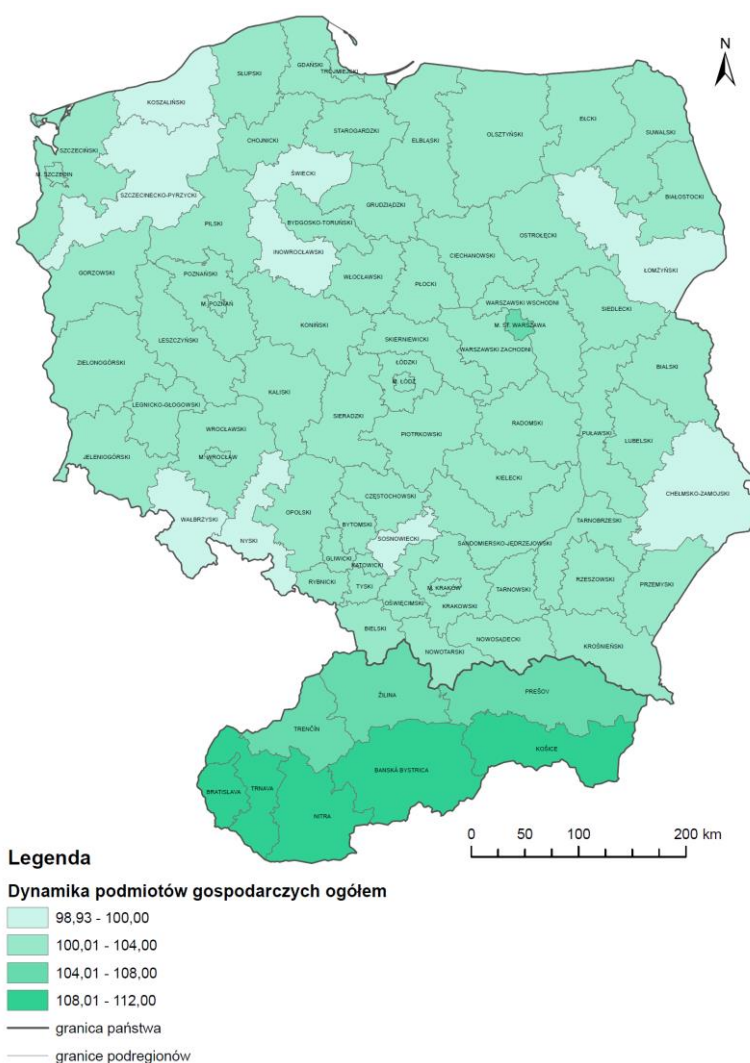 N
GDAŃSKI
TRÓJMIEJSKI
SŁUPSKI
KOSZALIŃSKI
STAROGARDZKI
CHOJNICKI
ELBLĄSKI
OLSZTYŃSKI
EŁCKI
SUWALSKI
SZCZECIŃSKI
M. SZCZECIN
SZCZECINECKO-PYRZYCKI
ŚWIECKI
GRUDZIĄDZKI
BIAŁOSTOCKI
PILSKI
BYDGOSKO-TORUŃSKI
OSTROŁĘCKI
INOWROCŁAWSKI
CIECHANOWSKI
ŁOMŻYŃSKI
GORZOWSKI
POZNAŃSKI
WŁOCŁAWSKI
PŁOCKI
M. POZNAŃ
WARSZAWSKI WSCHODNI
SIEDLECKI
KONIŃSKI
M. ST. WARSZAWA
LESZCZYŃSKI
SKIERNIEWICKI
WARSZAWSKI ZACHODNI
ZIELONOGÓRSKI
ŁÓDZKI
BIALSKI
M. ŁÓDŹ
KALISKI
LEGNICKO-GŁOGOWSKI
SIERADZKI
RADOMSKI
WROCŁAWSKI
PIOTRKOWSKI
PUŁAWSKI
LUBELSKI
JELENIOGÓRSKI
M. WROCŁAW
KIELECKI
CHEŁMSKO-ZAMOJSKI
CZĘSTOCHOWSKI
WAŁBRZYSKI
OPOLSKI
BYTOMSKI
TARNOBRZESKI
NYSKI
SOSNOWIECKI
SANDOMIERSKO-JĘDRZEJOWSKI
GLIWICKI
KATOWICKI
RYBNICKI
TYSKI
M. KRAKÓW
TARNOWSKI
RZESZOWSKI
PRZEMYSKI
OŚWIĘCIMSKI
KRAKOWSKI
BIELSKI
NOWOSĄDECKI
KROŚNIEŃSKI
NOWOTARSKI
ŽILINA
PREŠOV
TRENČÍN
KOŠICE
BANSKÁ BYSTRICA
BRATISLAVA
TRNAVA
NITRA
0 50 100 200 km
Legenda
Dynamika podmiotów gospodarczych ogółem
98,93 - 100,00
100,01 - 104,00
104,01 - 108,00
108,01 - 112,00
granica państwa
granice podregionów